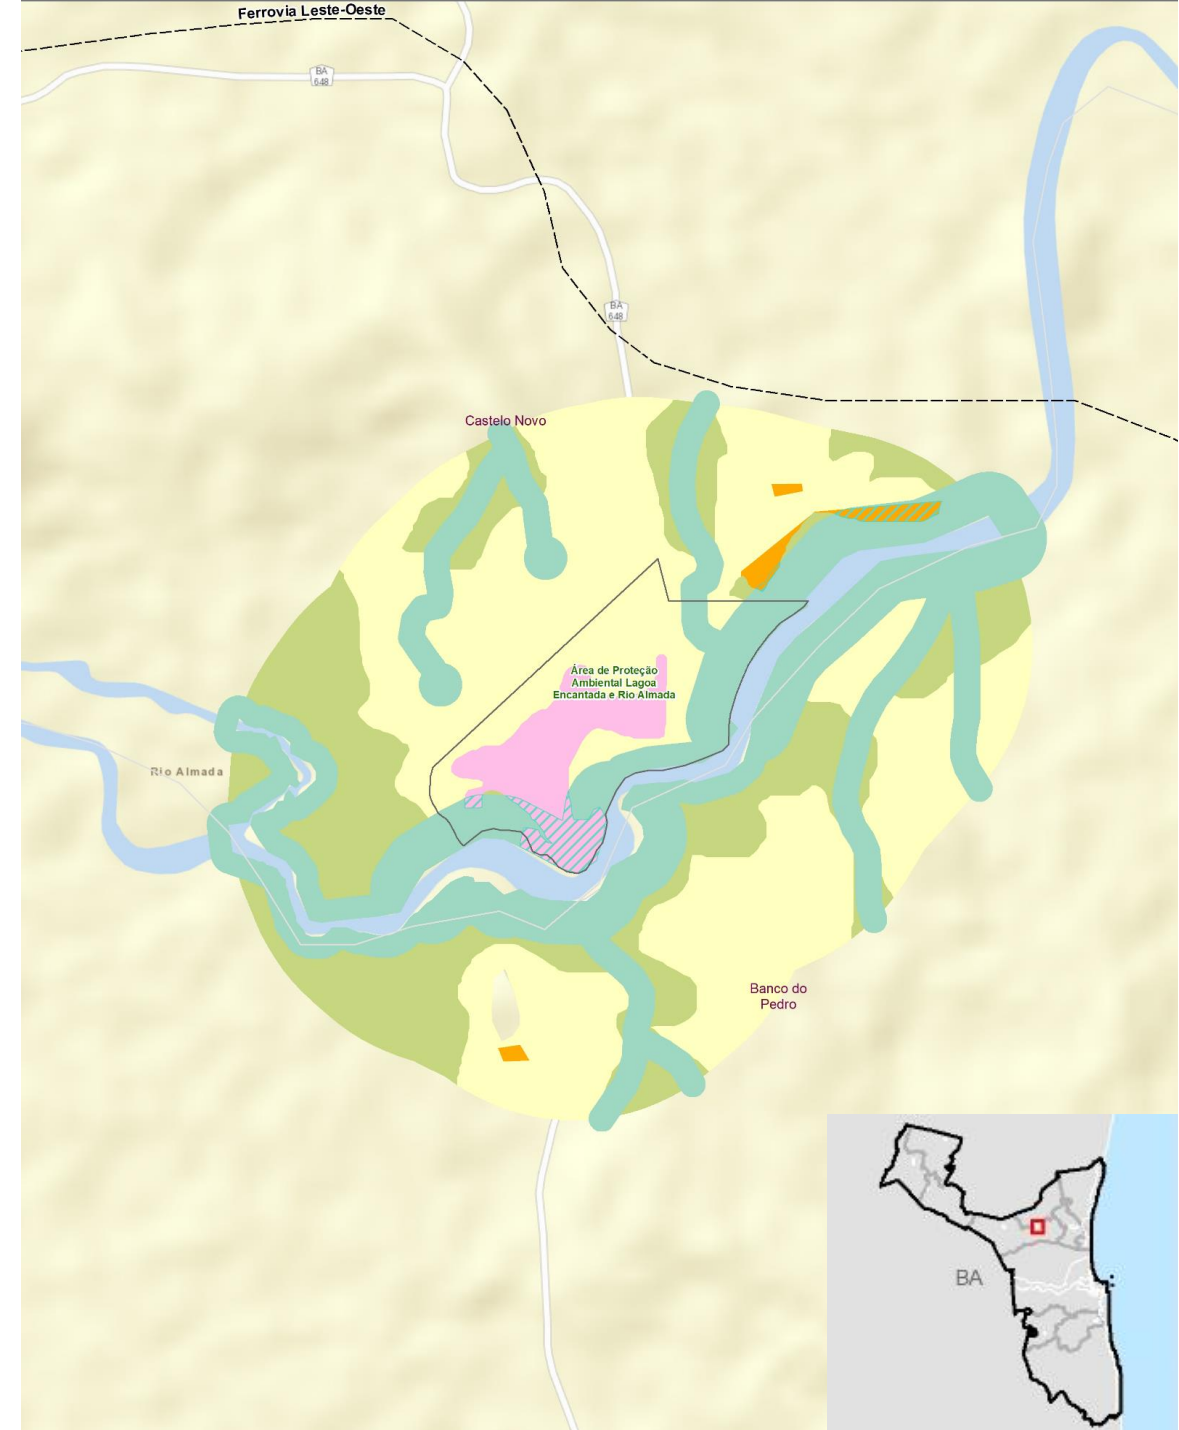 Ferrovia Leste-Oeste
BA
648
BA
648
Castelo Novo
Área de Proteção
Ambiental Lagoa
Encantada e Rio Almada
Rio Almada
Banco do
Pedro
BA